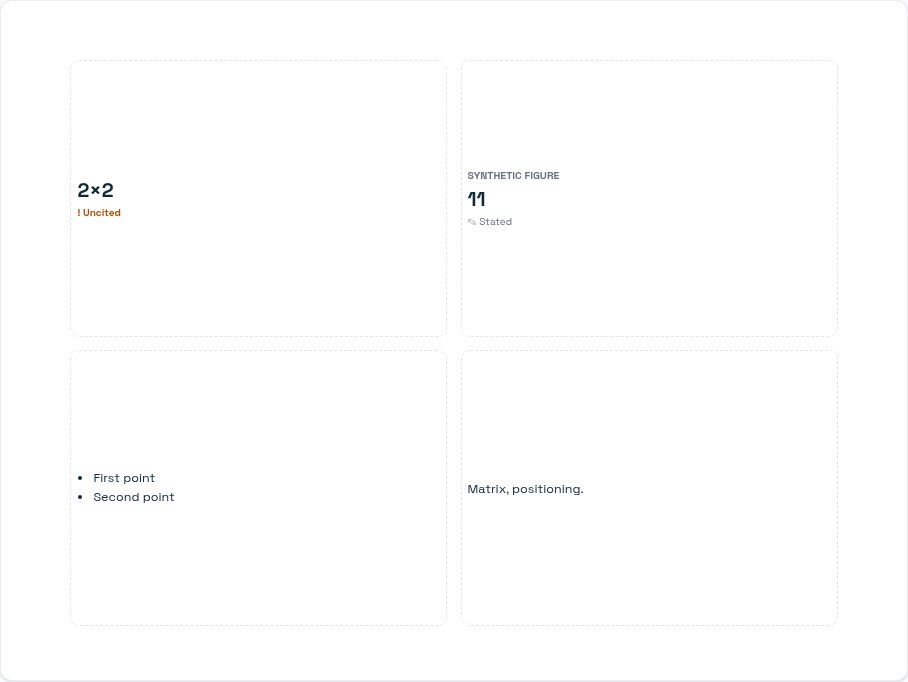 2×2
! Uncited
SYNTHETIC FIGURE
11
✎ Stated
• First point
• Second point
Matrix, positioning.